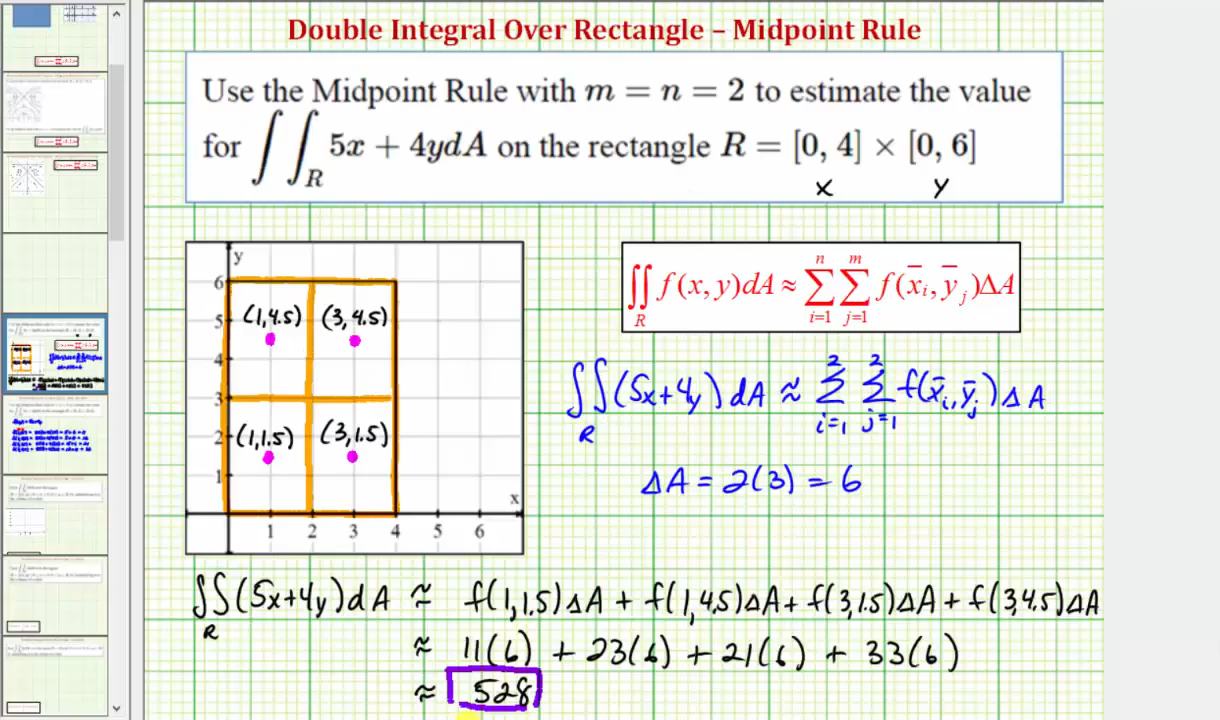 Double Integral Over Rectangle – Midpoint Rule
Use the Midpoint Rule with m = n = 2 to estimate the value
for ∫∫_R 5x + 4ydA on the rectangle R = [0, 4] × [0, 6]
x y
y
6
(1,4.5) (3,4.5)
5
4
3
2
(1,1.5) (3,1.5)
1
x
1 2 3 4 5 6
∬_R f(x, y)dA ≈ ∑_{i=1}^{n} ∑_{j=1}^{m} f(x̄_i, ȳ_j)ΔA
∫∫_R (5x+4y) dA ≈ ∑_{i=1}^{2} ∑_{j=1}^{2} f(x̄_i, ȳ_j) ΔA
ΔA = 2(3) = 6
∫∫_R (5x+4y) dA ≈ f(1,1.5)ΔA + f(1,4.5)ΔA + f(3,1.5)ΔA + f(3,4.5)ΔA
≈ 11(6) + 23(6) + 21(6) + 33(6)
≈ 528